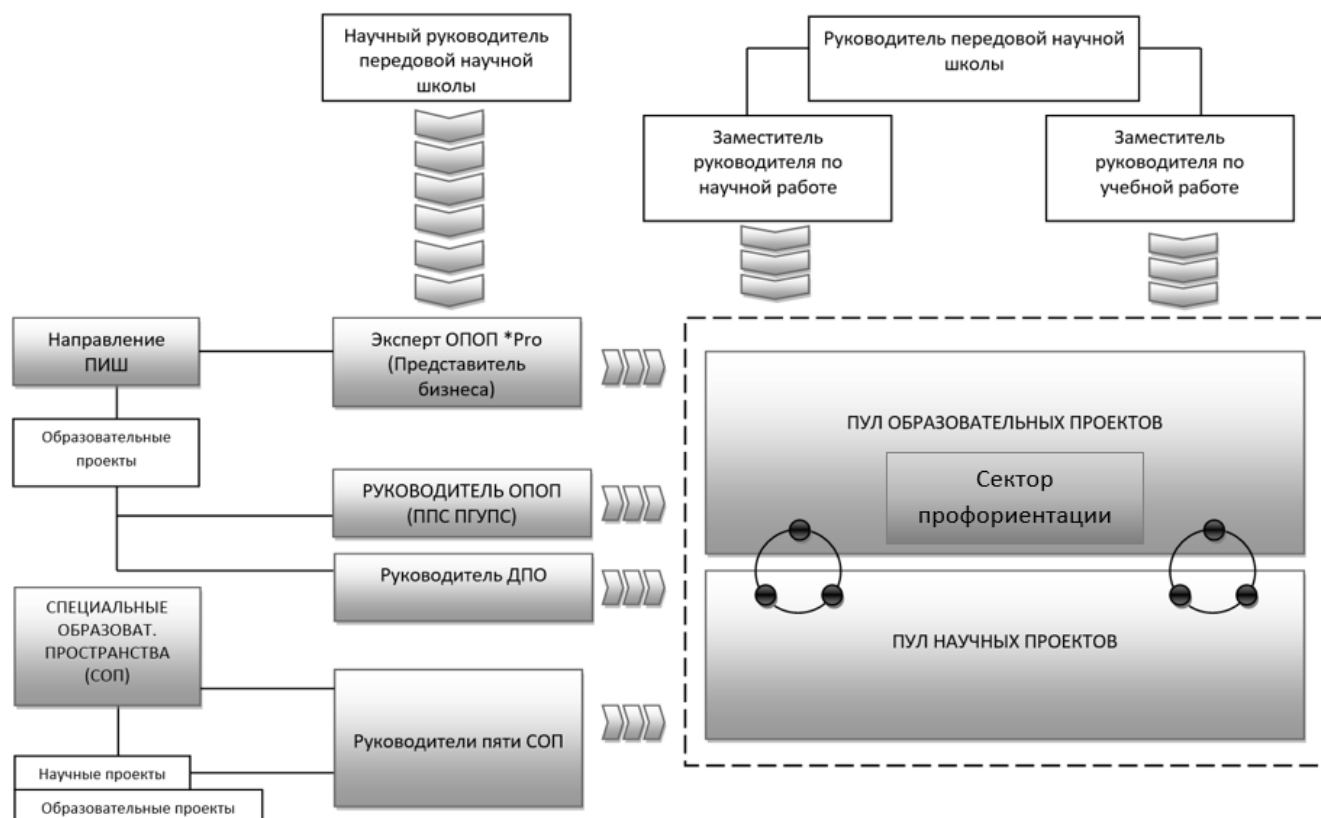 Научный руководитель
передовой научной
школы
Руководитель передовой научной
школы
Заместитель
руководителя по
научной работе
Заместитель
руководителя по
учебной работе
Направление
ПИШ
Эксперт ОПОП *Pro
(Представитель
бизнеса)
Образовательные
проекты
РУКОВОДИТЕЛЬ ОПОП
(ППС ПГУПС)
Руководитель ДПО
СПЕЦИАЛЬНЫЕ
ОБРАЗОВАТ.
ПРОСТРАНСТВА
(СОП)
Руководители пяти СОП
Научные проекты
Образовательные проекты
ПУЛ ОБРАЗОВАТЕЛЬНЫХ ПРОЕКТОВ
Сектор
профориентации
ПУЛ НАУЧНЫХ ПРОЕКТОВ